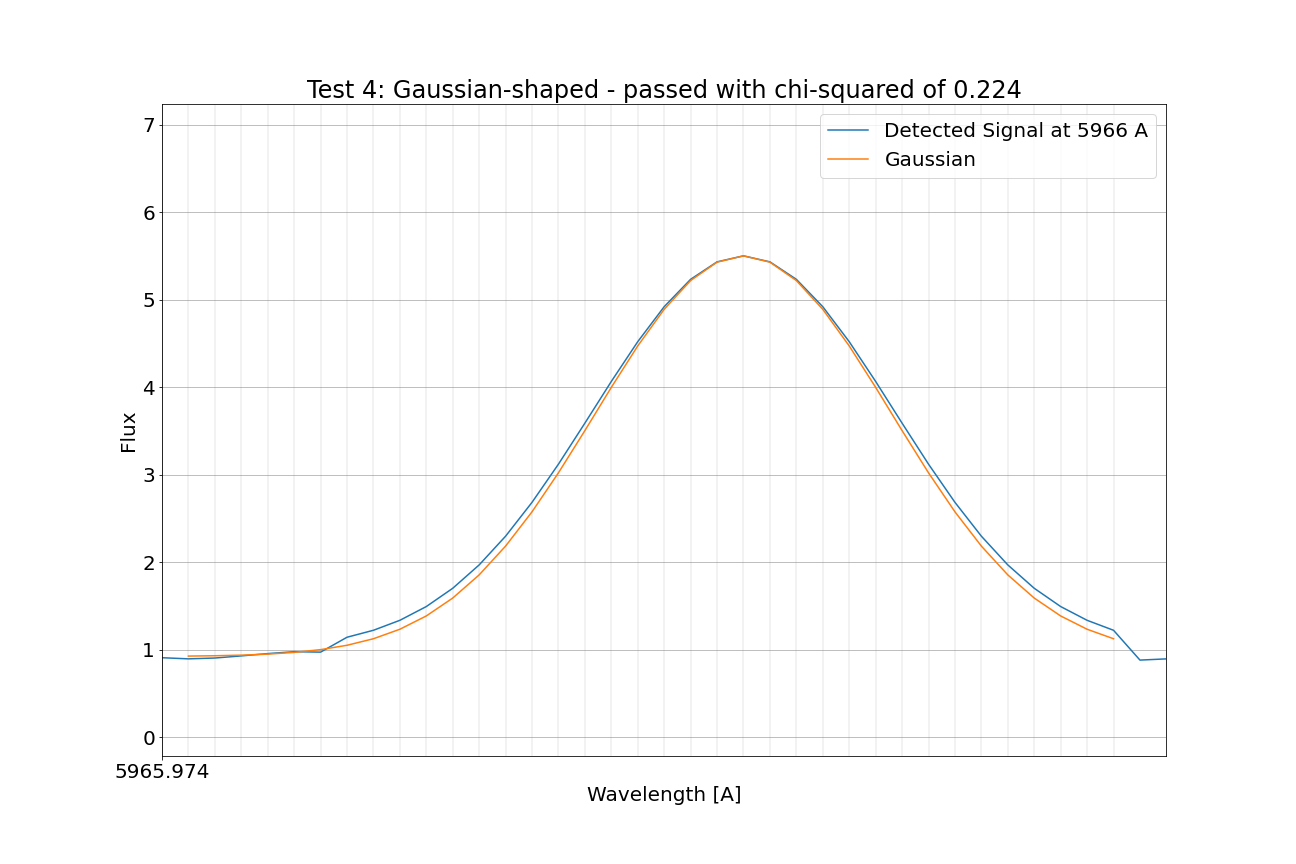 Test 4: Gaussian-shaped - passed with chi-squared of 0.224
Detected Signal at 5966 A
Gaussian
7
6
5
4
3
2
1
0
Flux
5965.974
Wavelength [A]